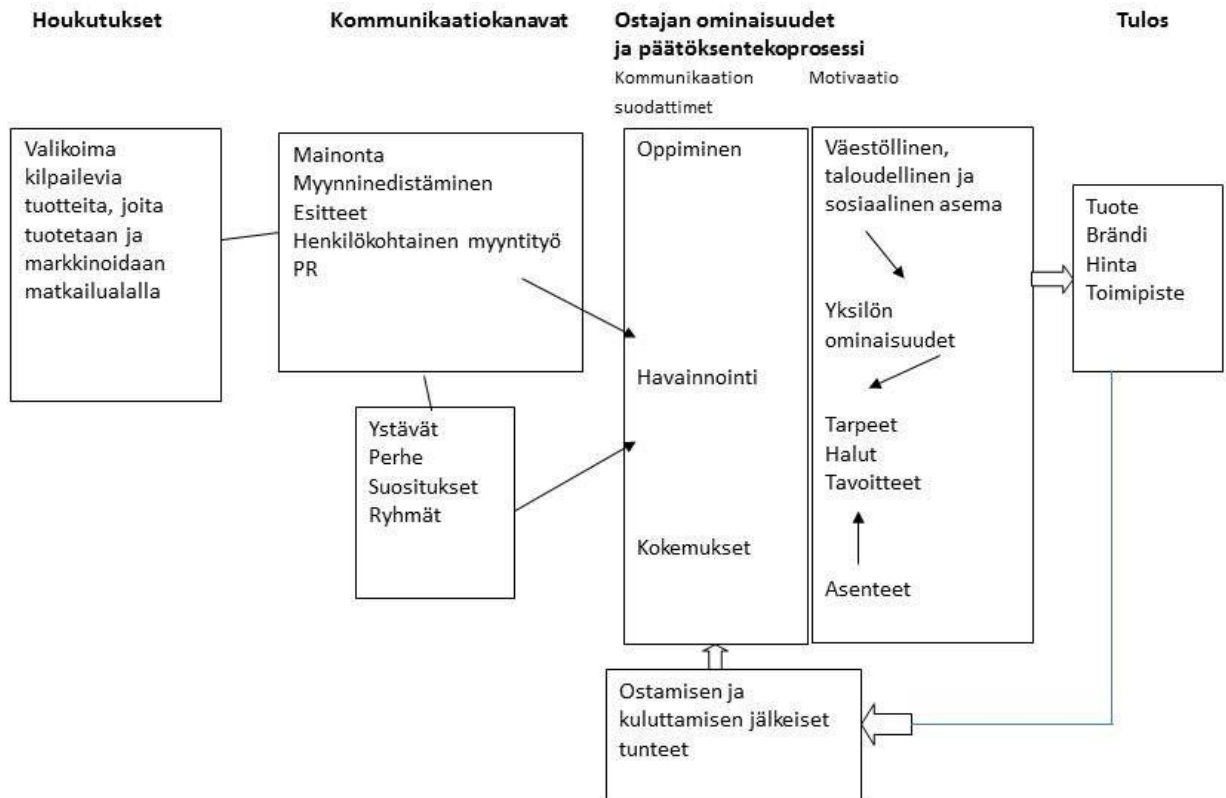 Houkutukset
Kommunikaatiokanavat
Ostajan ominaisuudet
ja päätöksentekoprosessi
Tulos
Kommunikaation
suodattimet
Motivaatio
Valikoima
kilpailevia
tuotteita, joita
tuotetaan ja
markkinoidaan
matkailualalla
Mainonta
Myynninedistäminen
Esitteet
Henkilökohtainen myyntityö
PR
Ystävät
Perhe
Suositukset
Ryhmät
Oppiminen
Havainnointi
Kokemukset
Väestöllinen,
taloudellinen ja
sosiaalinen asema
Yksilön
ominaisuudet
Tarpeet
Halut
Tavoitteet
Asenteet
Tuote
Brändi
Hinta
Toimipiste
Ostamisen ja
kuluttamisen jälkeiset
tunteet